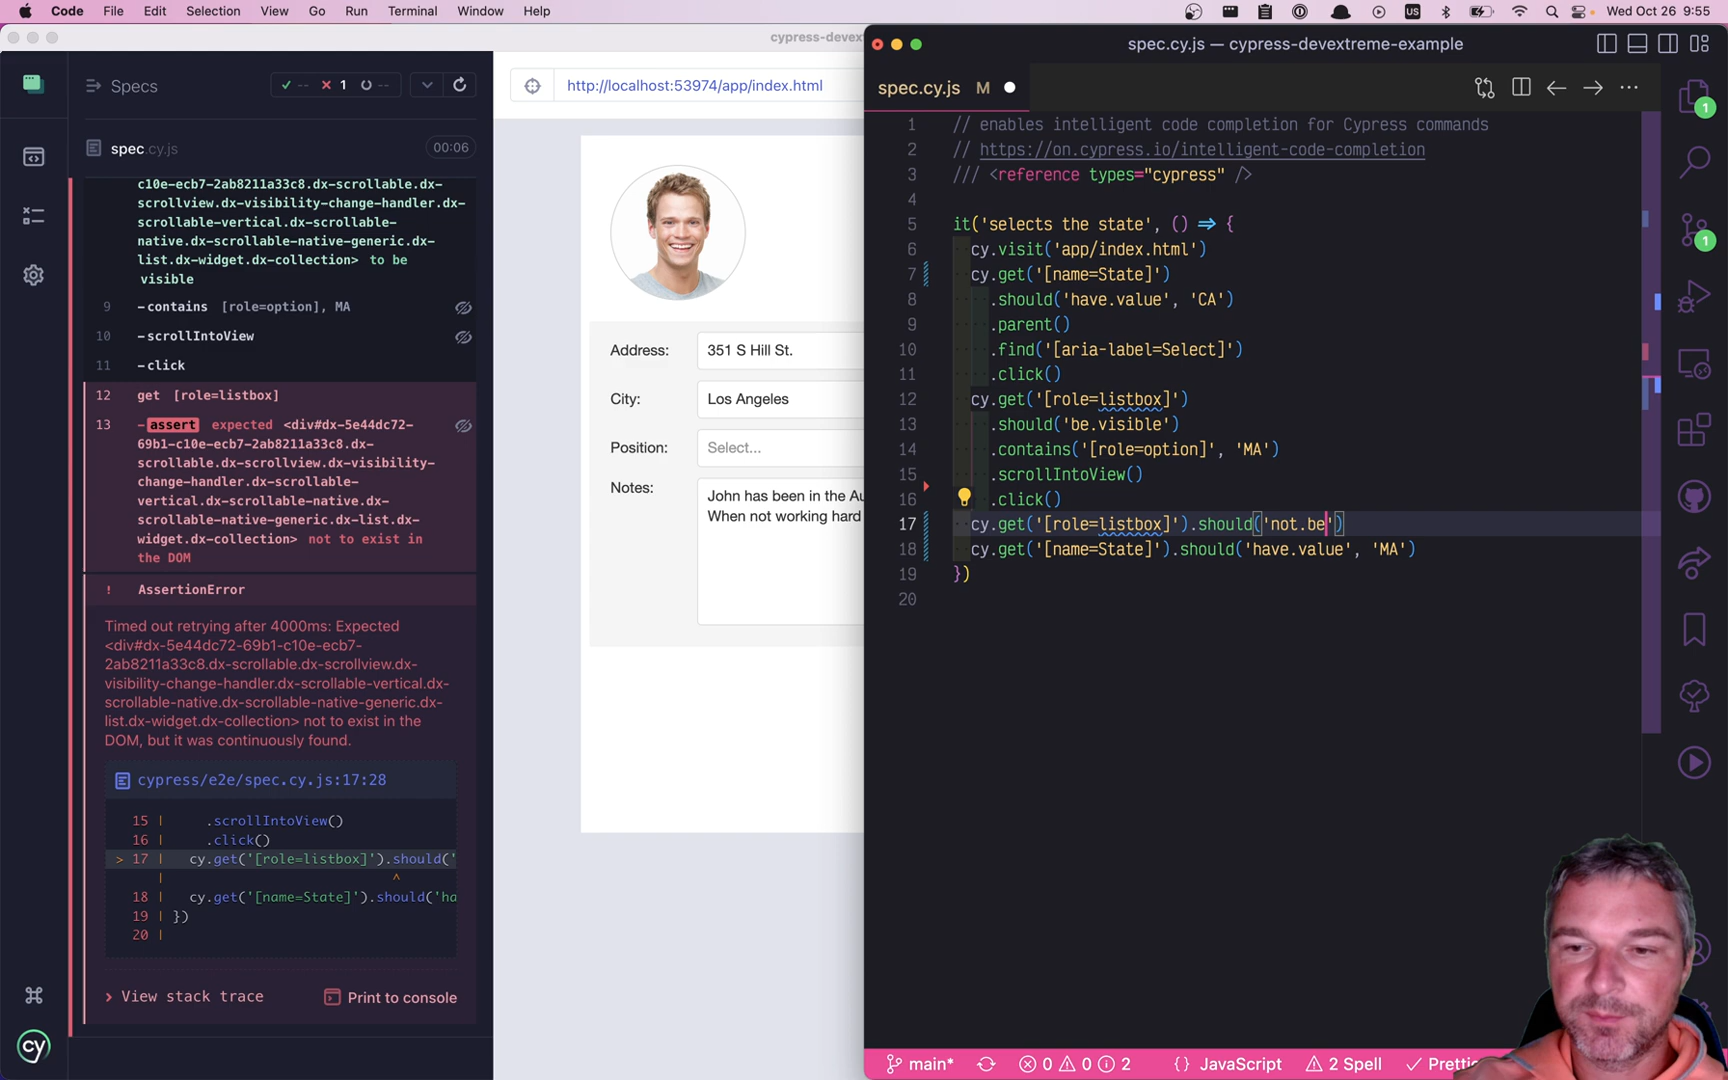 Code File Edit Selection View Go Run Terminal Window Help
US Wed Oct 26 9:55
cypress-devex
Specs
-- 1 --
http://localhost:53974/app/index.html
spec.cy.js 00:06
c10e-ecb7-2ab8211a33c8.dx-scrollable.dx-
scrollview.dx-visibility-change-handler.dx-
scrollable-vertical.dx-scrollable-
native.dx-scrollable-native-generic.dx-
list.dx-widget.dx-collection> to be
visible
9 -contains [role=option], MA
10 -scrollIntoView
11 -click
12 get [role=listbox]
13 -assert expected <div#dx-5e44dc72-
69b1-c10e-ecb7-2ab8211a33c8.dx-
scrollable.dx-scrollview.dx-visibility-
change-handler.dx-scrollable-
vertical.dx-scrollable-native.dx-
scrollable-native-generic.dx-list.dx-
widget.dx-collection> not to exist in
the DOM
! AssertionError
Timed out retrying after 4000ms: Expected
<div#dx-5e44dc72-69b1-c10e-ecb7-
2ab8211a33c8.dx-scrollable.dx-scrollview.dx-
visibility-change-handler.dx-scrollable-vertical.dx-
scrollable-native.dx-scrollable-native-generic.dx-
list.dx-widget.dx-collection> not to exist in the
DOM, but it was continuously found.
cypress/e2e/spec.cy.js:17:28
15 | .scrollIntoView()
16 | .click()
> 17 | cy.get('[role=listbox]').should('
| ^
18 | cy.get('[name=State]').should('ha
19 | })
20 |
> View stack trace Print to console
cy
Address: 351 S Hill St.
City: Los Angeles
Position: Select...
Notes: John has been in the Au
When not working hard
spec.cy.js — cypress-devextreme-example
spec.cy.js M
1 // enables intelligent code completion for Cypress commands
2 // https://on.cypress.io/intelligent-code-completion
3 /// <reference types="cypress" />
4
5 it('selects the state', () => {
6 cy.visit('app/index.html')
7 cy.get('[name=State]')
8 .should('have.value', 'CA')
9 .parent()
10 .find('[aria-label=Select]')
11 .click()
12 cy.get('[role=listbox]')
13 .should('be.visible')
14 .contains('[role=option]', 'MA')
15 .scrollIntoView()
16 .click()
17 cy.get('[role=listbox]').should('not.be')
18 cy.get('[name=State]').should('have.value', 'MA')
19 })
20
1
1
main* 0 0 2 {} JavaScript 2 Spell Pretti